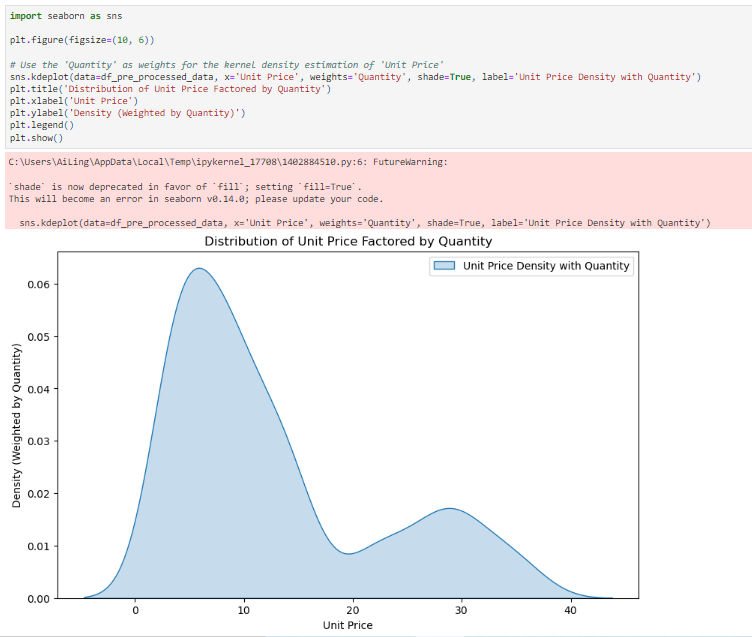 import seaborn as sns
plt.figure(figsize=(10, 6))
# Use the 'Quantity' as weights for the kernel density estimation of 'Unit Price'
sns.kdeplot(data=df_pre_processed_data, x='Unit Price', weights='Quantity', shade=True, label='Unit Price Density with Quantity')
plt.title('Distribution of Unit Price Factored by Quantity')
plt.xlabel('Unit Price')
plt.ylabel('Density (Weighted by Quantity)')
plt.legend()
plt.show()
C:\Users\AiLing\AppData\Local\Temp\ipykernel_17708\1402884510.py:6: FutureWarning:
`shade` is now deprecated in favor of `fill`; setting `fill=True`.
This will become an error in seaborn v0.14.0; please update your code.
sns.kdeplot(data=df_pre_processed_data, x='Unit Price', weights='Quantity', shade=True, label='Unit Price Density with Quantity')
Distribution of Unit Price Factored by Quantity
Unit Price Density with Quantity
0.06
0.05
0.04
0.03
0.02
0.01
0.00
Density (Weighted by Quantity)
0 10 20 30 40
Unit Price